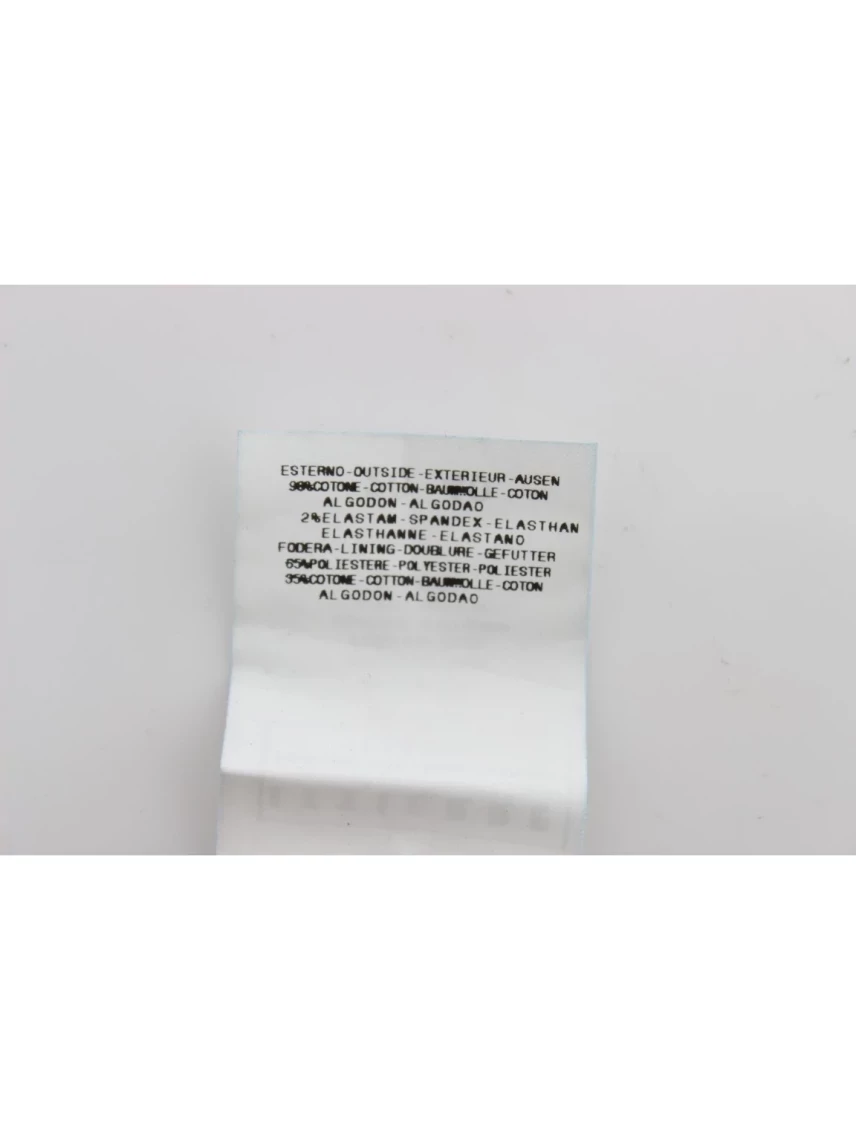 ESTERNO-OUTSIDE-EXTERIEUR-AUSEN
98%COTONE-COTTON-BAUMWOLLE-COTON
ALGODON-ALGODAO
2%ELASTAM-SPANDEX-ELASTHAN
ELASTHANNE-ELASTANO
FODERA-LINING-DOUBLURE-GEFUTTER
65%POLIESTERE-POLYESTER-POLIESTER
35%COTONE-COTTON-BAUMWOLLE-COTON
ALGODON-ALGODAO